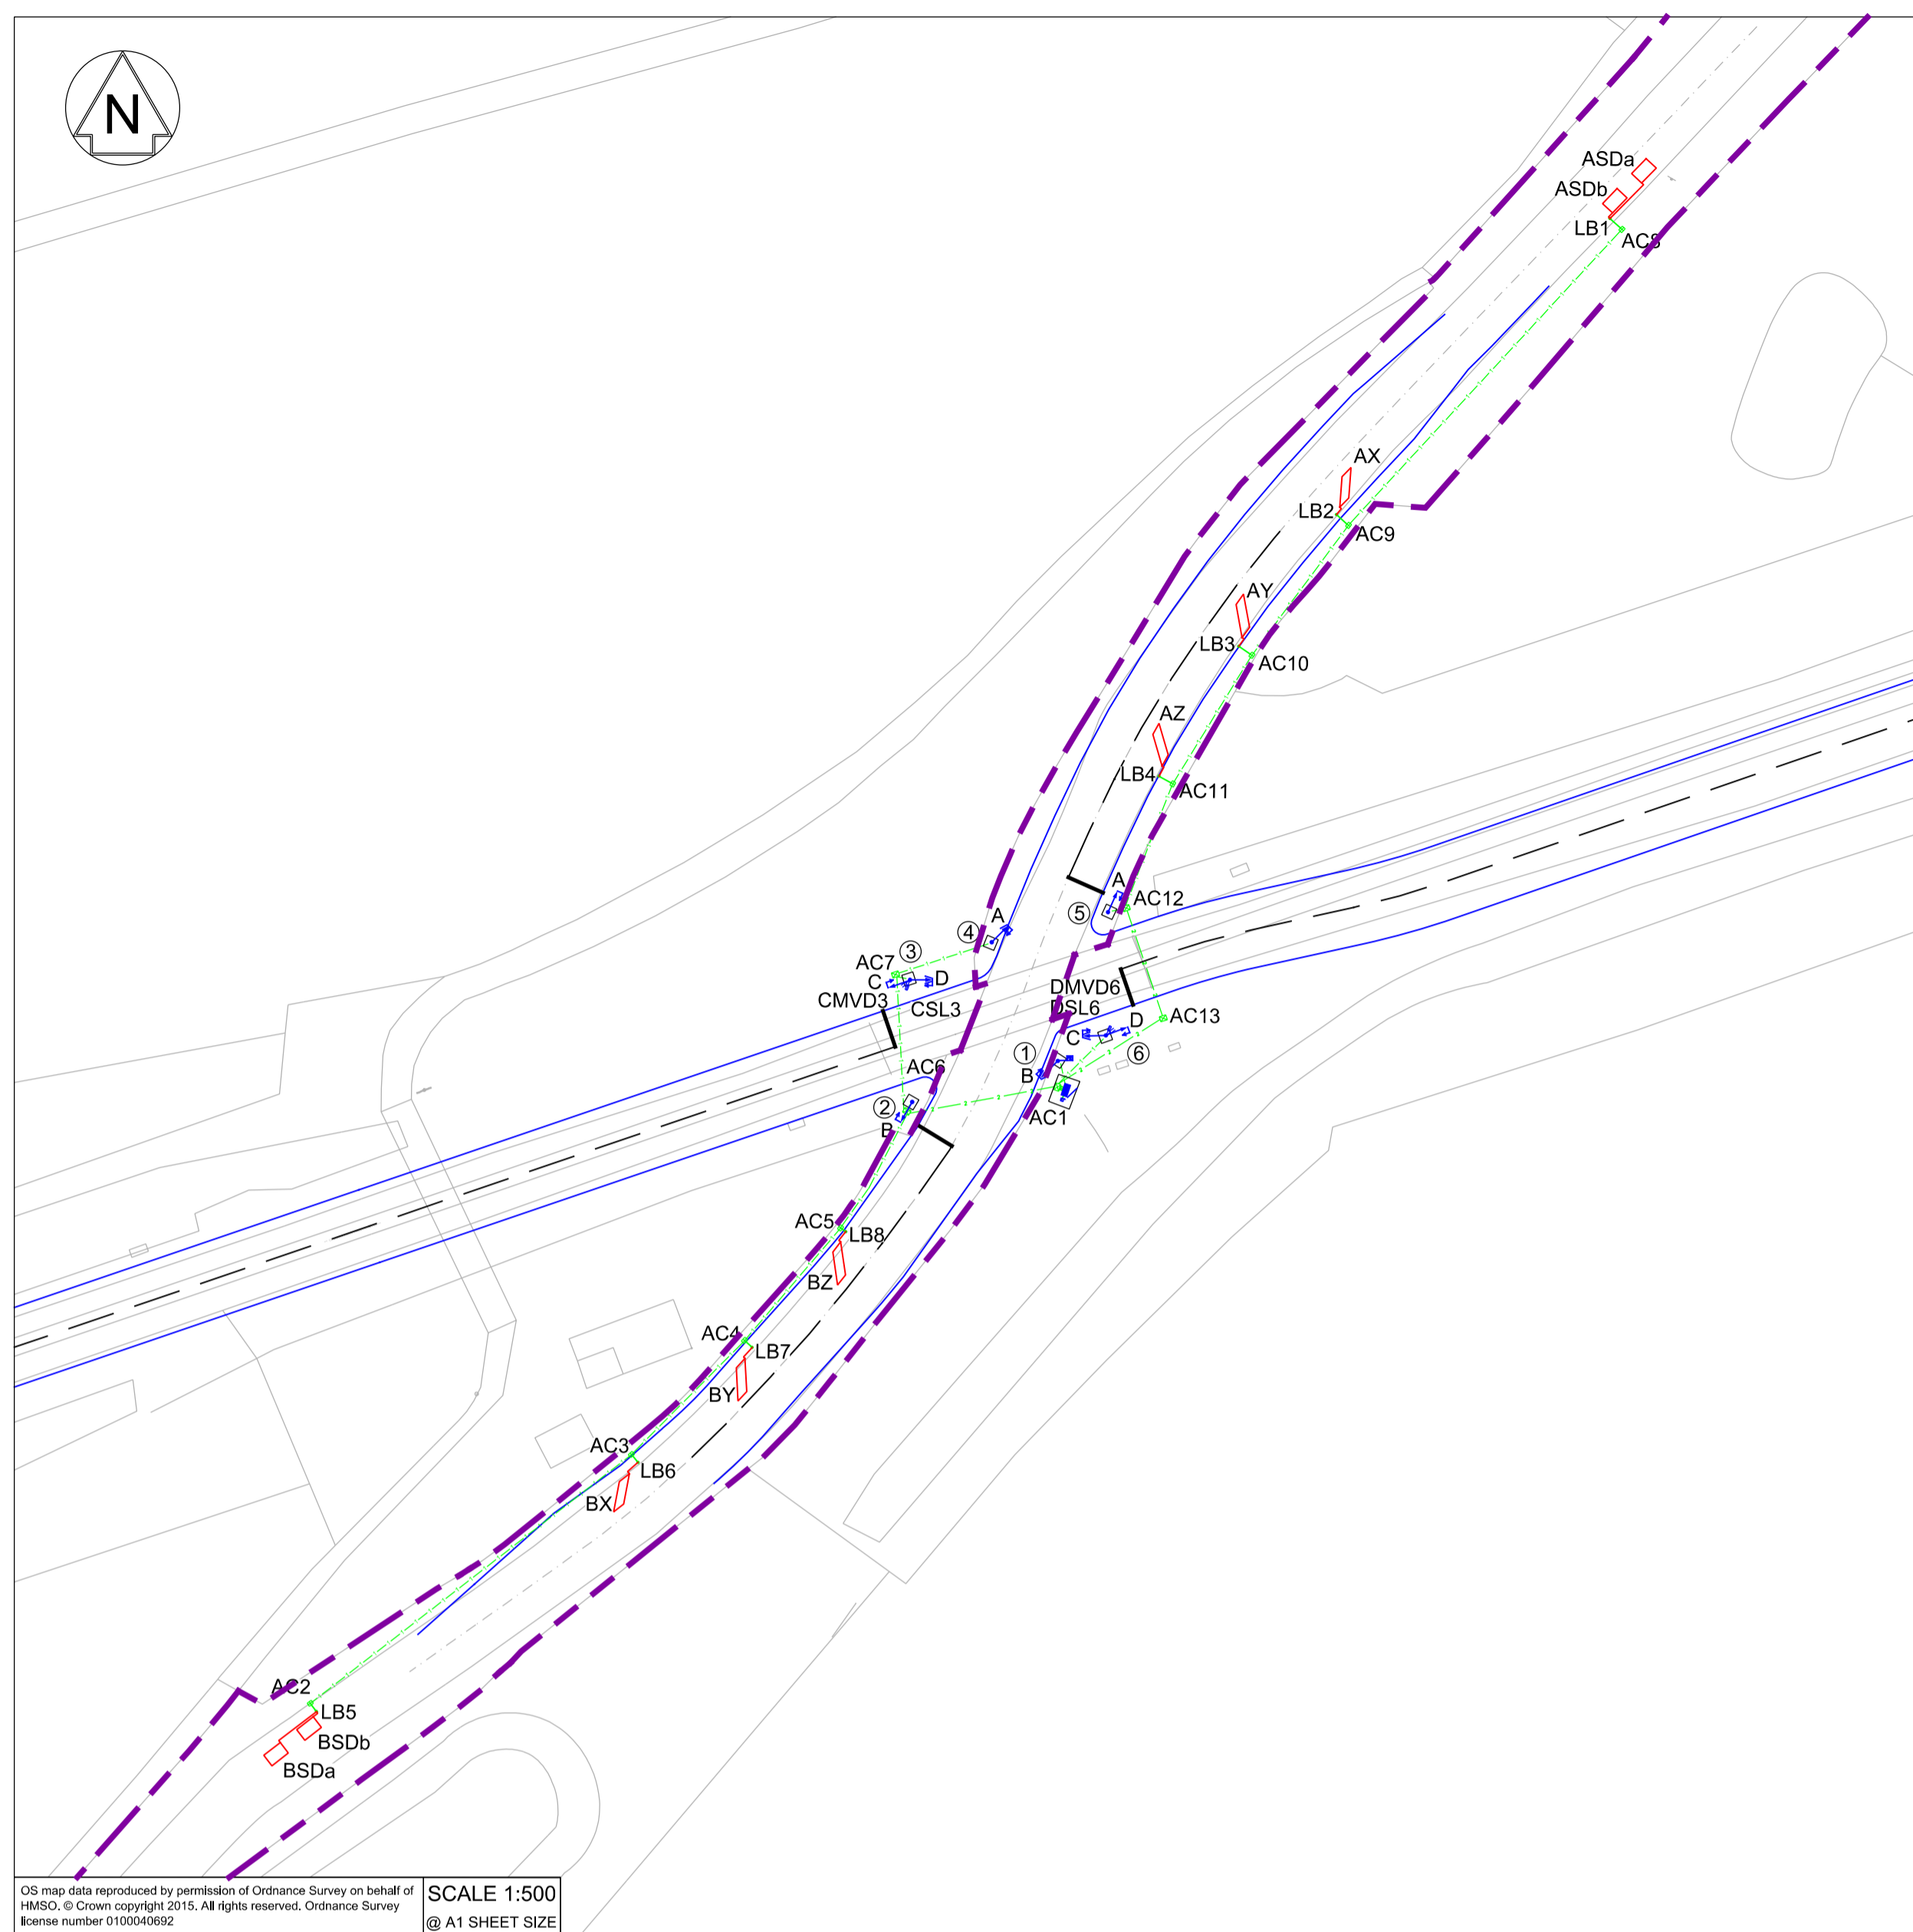 N
ASDa
ASDb
LB1
AC8
AX
LB2
AC9
AY
LB3
AC10
AZ
LB4
AC11
A
AC12
⑤
A
④
③
AC7
C
D
CMVD3
CSL3
DMVD6
DSL6
AC13
D
C
⑥
①
B
AC6
②
B
AC1
AC5
LB8
BZ
AC4
LB7
BY
AC3
LB6
BX
AC2
LB5
BSDb
BSDa
OS map data reproduced by permission of Ordnance Survey on behalf of
HMSO. © Crown copyright 2015. All rights reserved. Ordnance Survey
license number 0100040692
SCALE 1:500
@ A1 SHEET SIZE